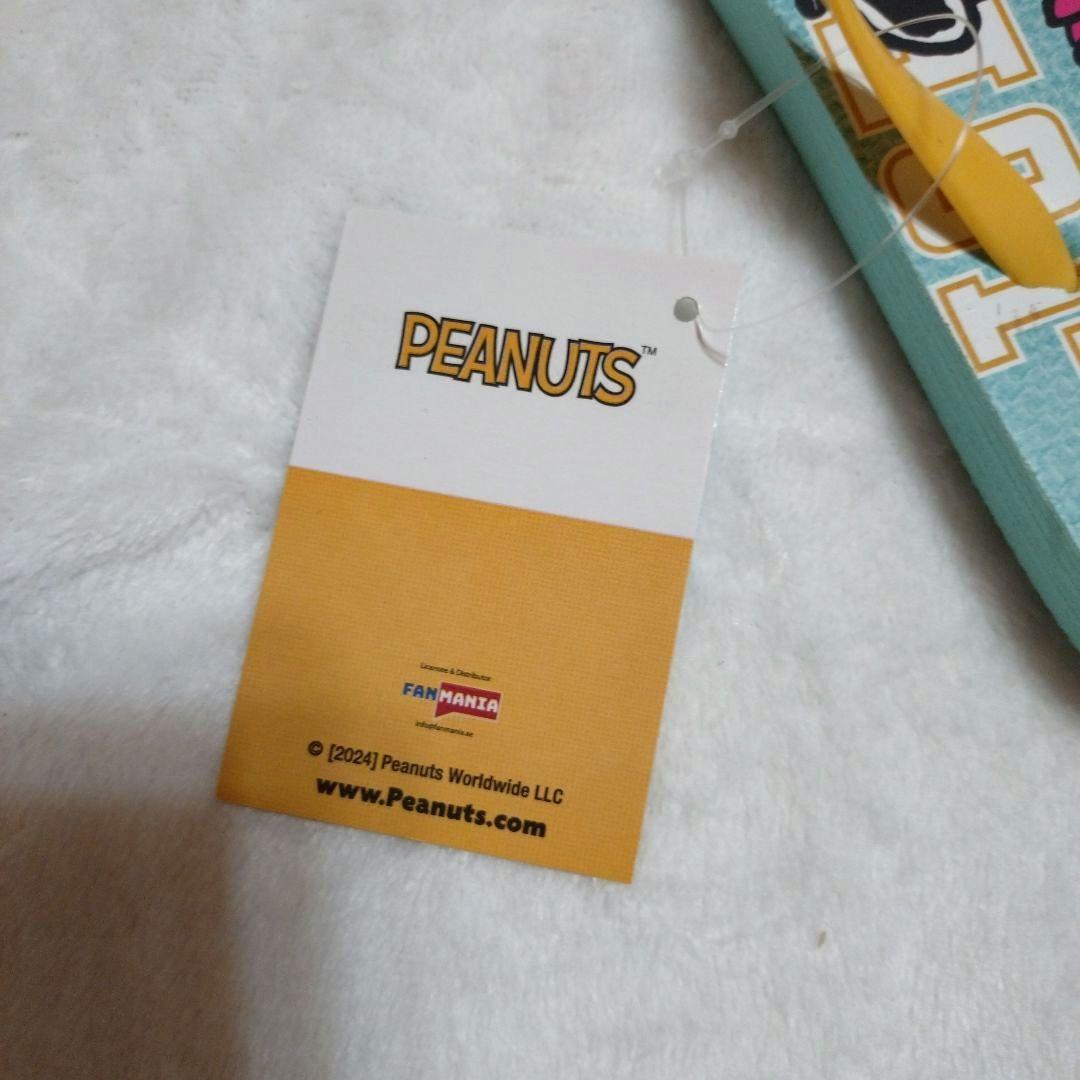 PEANUTS™
Licensee & Distributor
FANMANIA
info@fanmania.ae
© [2024] Peanuts Worldwide LLC
www.Peanuts.com